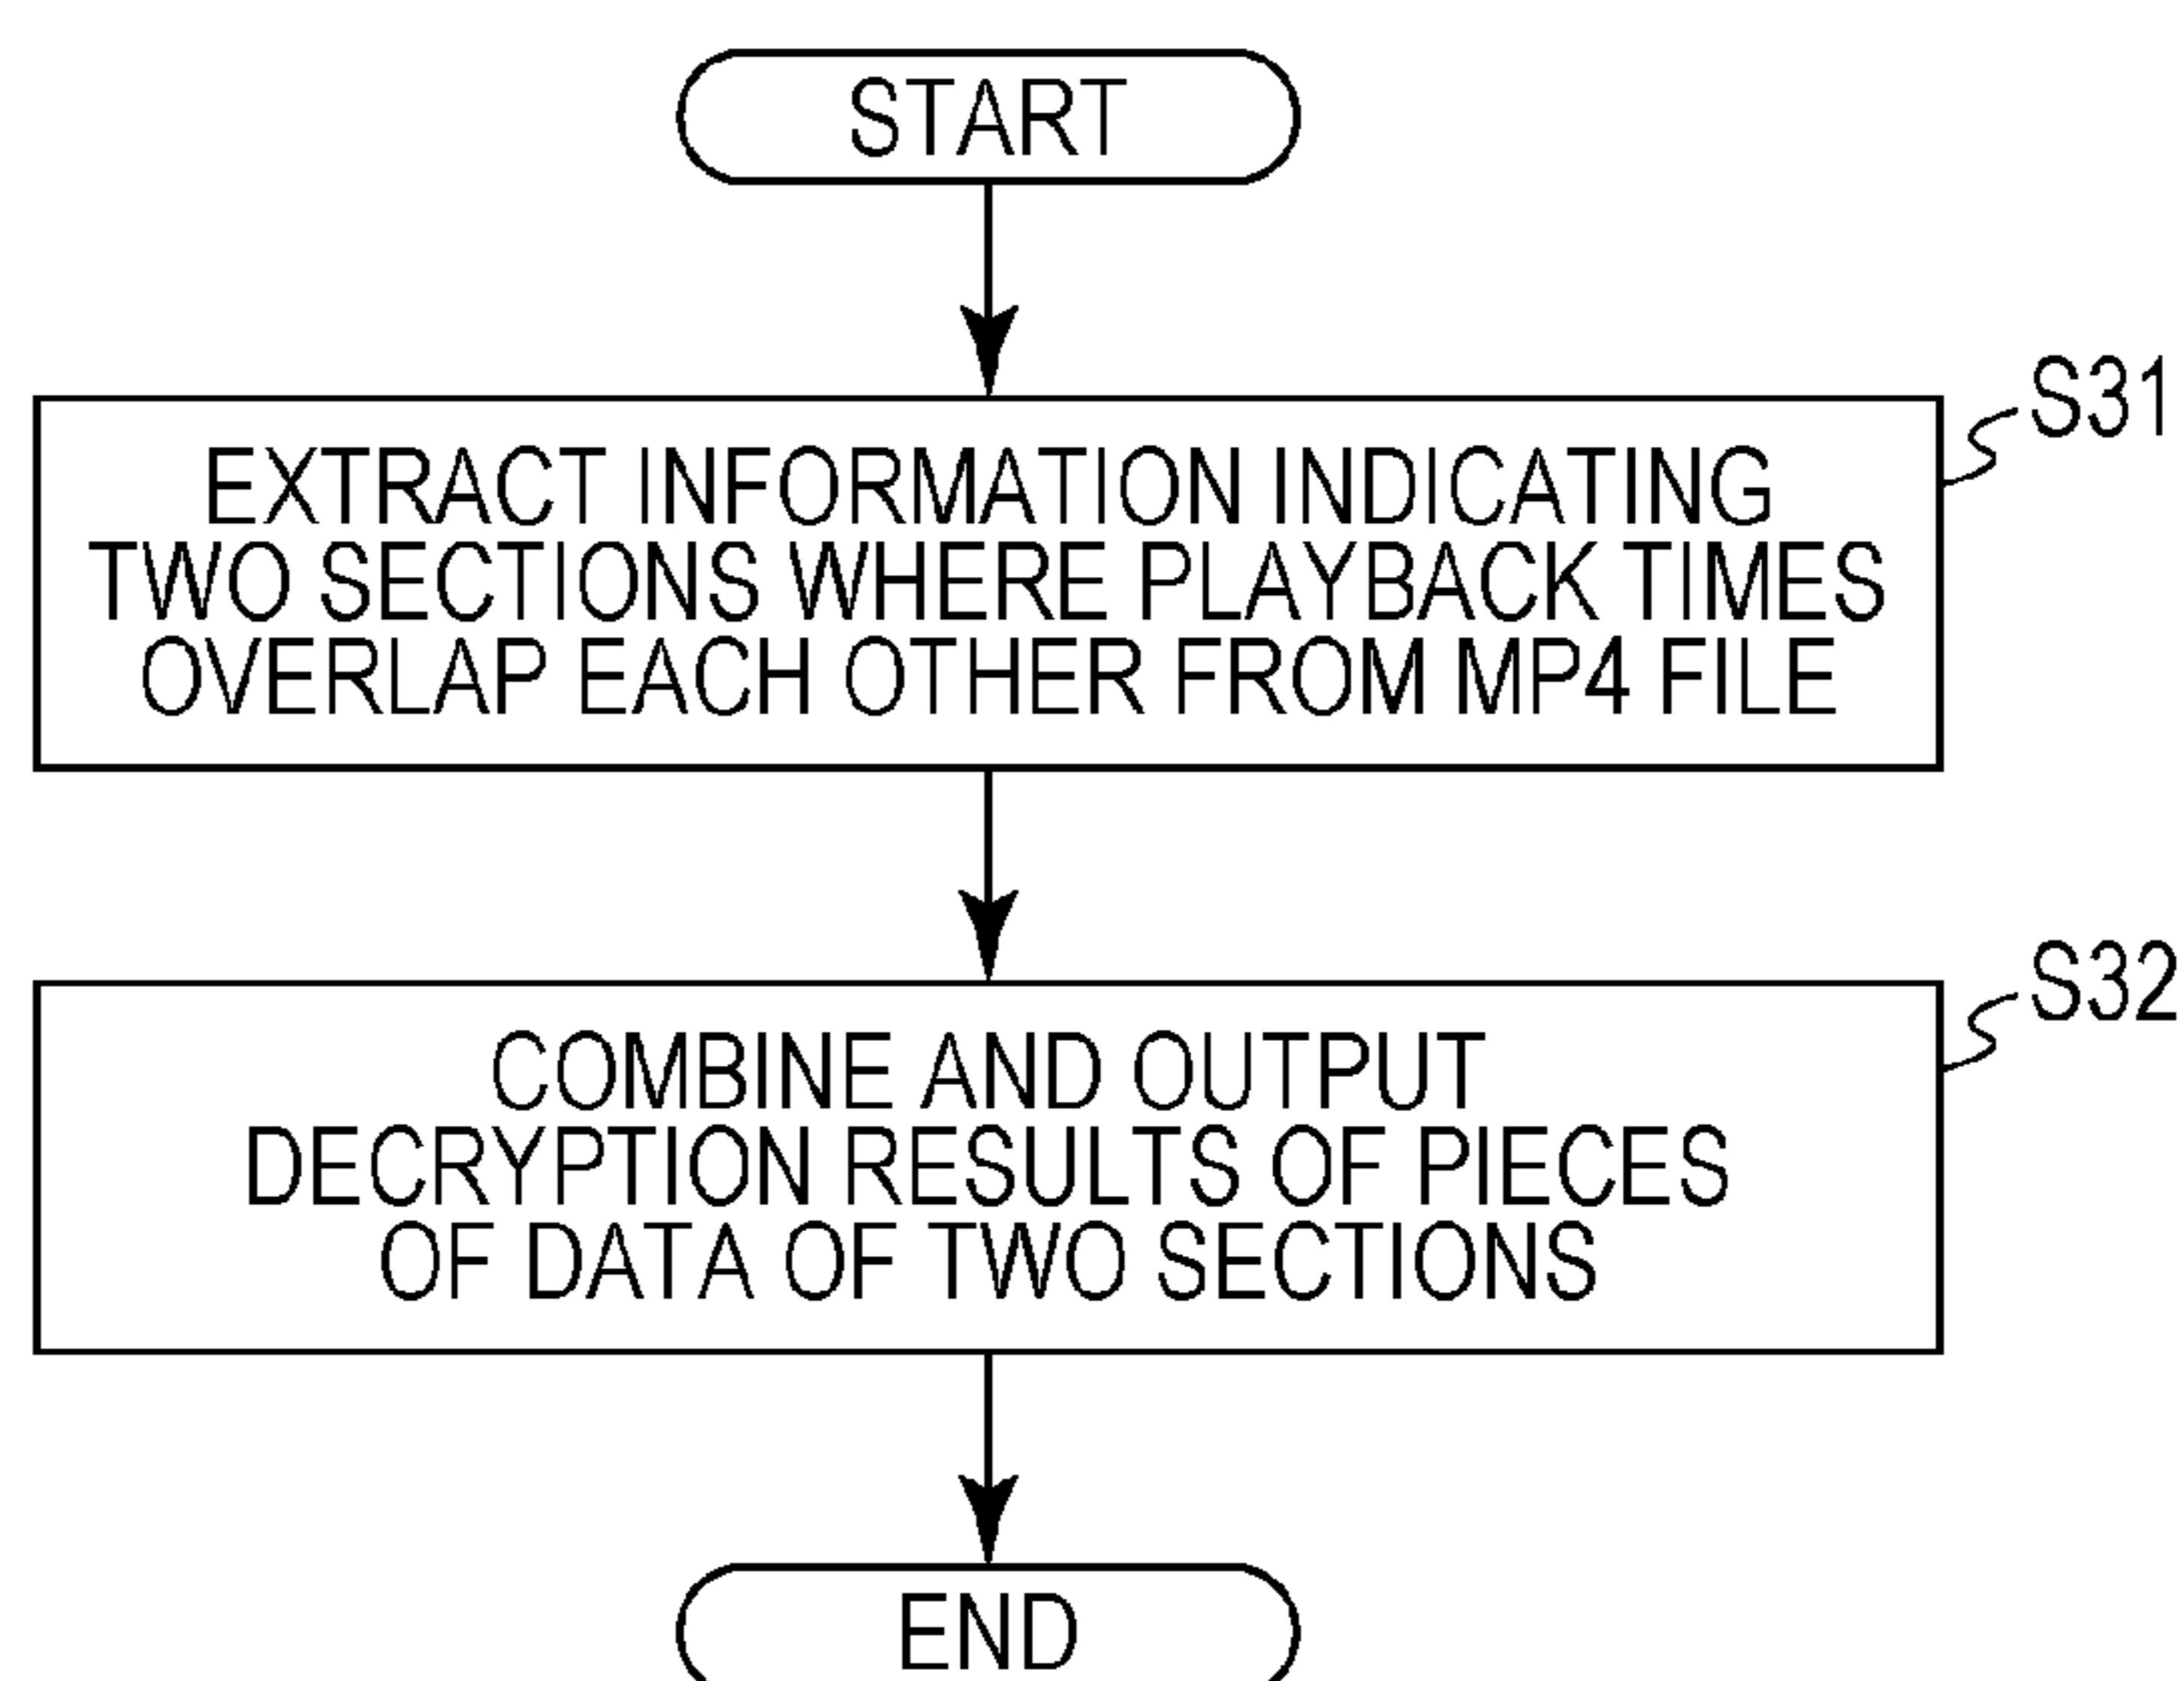 START
S31
EXTRACT INFORMATION INDICATING
TWO SECTIONS WHERE PLAYBACK TIMES
OVERLAP EACH OTHER FROM MP4 FILE
S32
COMBINE AND OUTPUT
DECRYPTION RESULTS OF PIECES
OF DATA OF TWO SECTIONS
END